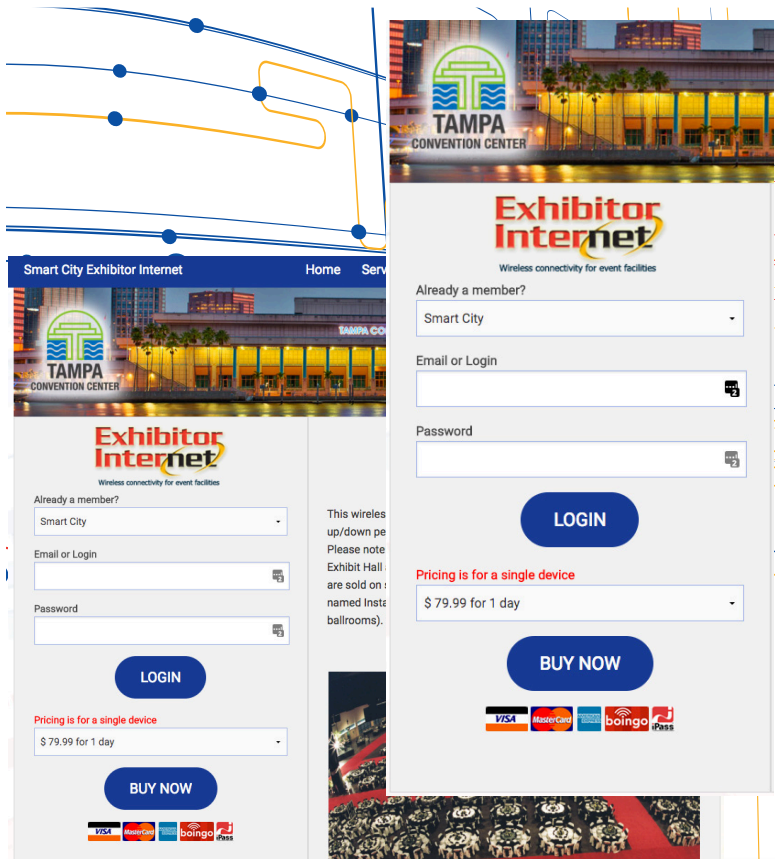 Smart City Exhibitor Internet
Home
TAMPA
CONVENTION CENTER
Exhibitor
Internet
Wireless connectivity for event facilities
Already a member?
Smart City
Email or Login
Password
LOGIN
Pricing is for a single device
$ 79.99 for 1 day
BUY NOW
VISA
MasterCard
boingo
iPass
This wireles
up/down pe
Please note
Exhibit Hall
are sold on
named Insta
ballrooms).
TAMPA
CONVENTION CENTER
Exhibitor
Internet
Wireless connectivity for event facilities
Already a member?
Smart City
Email or Login
Password
LOGIN
Pricing is for a single device
$ 79.99 for 1 day
BUY NOW
VISA
MasterCard
boingo
iPass